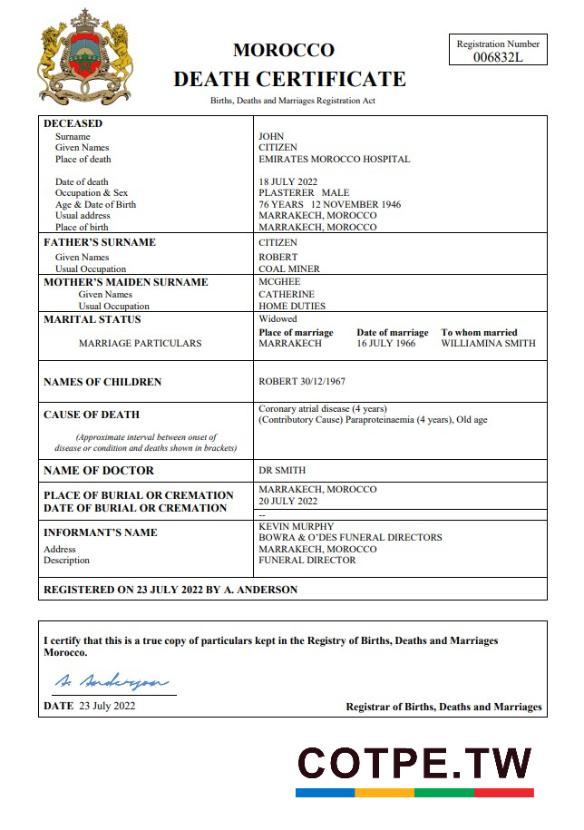 MOROCCO
DEATH CERTIFICATE
Births, Deaths and Marriages Registration Act
Registration Number
006832L
DECEASED
Surname JOHN
Given Names CITIZEN
Place of death EMIRATES MOROCCO HOSPITAL
Date of death 18 JULY 2022
Occupation & Sex PLASTERER MALE
Age & Date of Birth 76 YEARS 12 NOVEMBER 1946
Usual address MARRAKECH, MOROCCO
Place of birth MARRAKECH, MOROCCO
FATHER'S SURNAME CITIZEN
Given Names ROBERT
Usual Occupation COAL MINER
MOTHER'S MAIDEN SURNAME MCGHEE
Given Names CATHERINE
Usual Occupation HOME DUTIES
MARITAL STATUS Widowed
Place of marriage Date of marriage To whom married
MARRIAGE PARTICULARS MARRAKECH 16 JULY 1966 WILLIAMINA SMITH
NAMES OF CHILDREN ROBERT 30/12/1967
CAUSE OF DEATH Coronary atrial disease (4 years)
(Contributory Cause) Paraproteinaemia (4 years), Old age
(Approximate interval between onset of
disease or condition and deaths shown in brackets)
NAME OF DOCTOR DR SMITH
PLACE OF BURIAL OR CREMATION MARRAKECH, MOROCCO
DATE OF BURIAL OR CREMATION 20 JULY 2022
--
INFORMANT'S NAME KEVIN MURPHY
BOWRA & O'DES FUNERAL DIRECTORS
Address MARRAKECH, MOROCCO
Description FUNERAL DIRECTOR
REGISTERED ON 23 JULY 2022 BY A. ANDERSON
I certify that this is a true copy of particulars kept in the Registry of Births, Deaths and Marriages
Morocco.
A. Anderson
DATE 23 July 2022 Registrar of Births, Deaths and Marriages
COTPE.TW